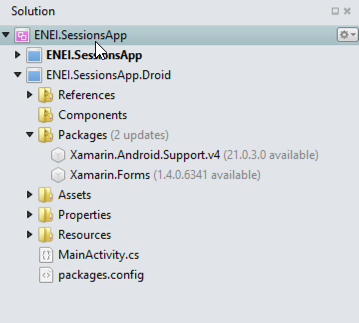 Solution
ENEI.SessionsApp
ENEI.SessionsApp
ENEI.SessionsApp.Droid
References
Components
Packages (2 updates)
Xamarin.Android.Support.v4 (21.0.3.0 available)
Xamarin.Forms (1.4.0.6341 available)
Assets
Properties
Resources
MainActivity.cs
packages.config